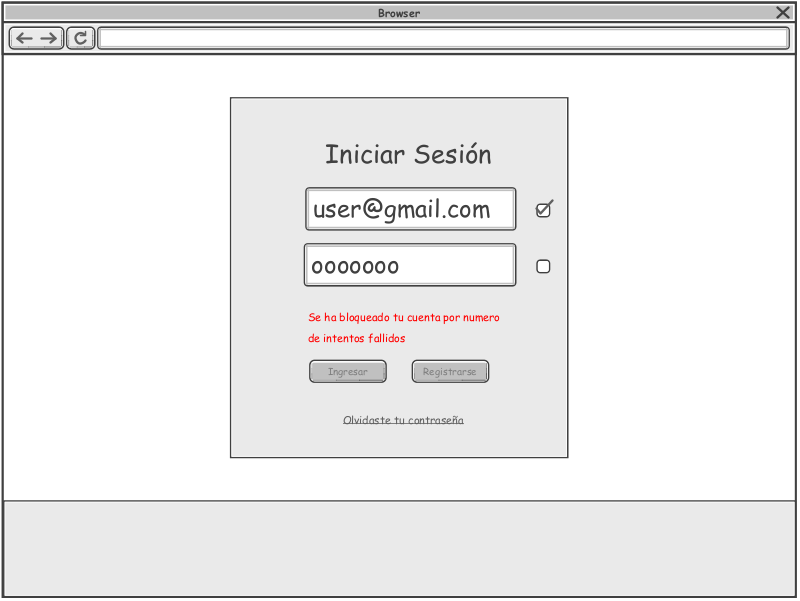 Browser
Iniciar Sesión
user@gmail.com
ooooooo
Se ha bloqueado tu cuenta por numero
de intentos fallidos
Ingresar
Registrarse
Olvidaste tu contraseña